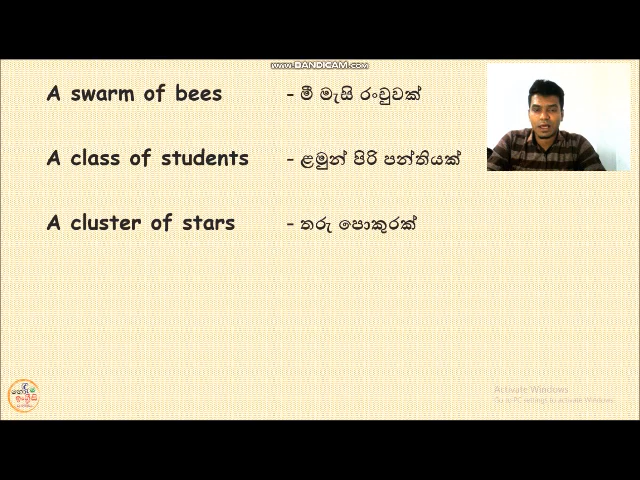 www.BANDICAM.com
A swarm of bees - මී මැසි රංචුවක්
A class of students - ළමුන් පිරි පන්තියක්
A cluster of stars - තරු පොකුරක්
Activate Windows
Go to PC settings to activate Windows.